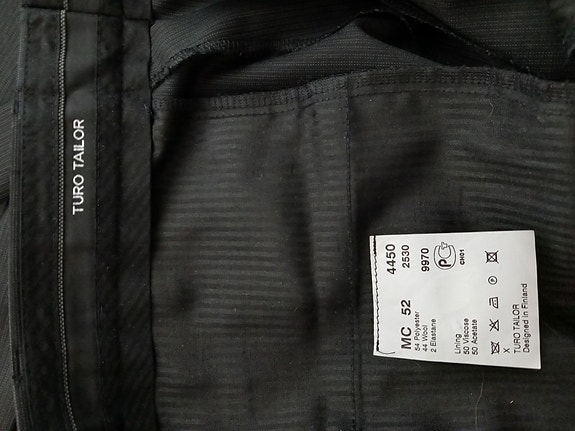 TURO TAILOR
4450
2530
9970
CH01
MC 52
54 Polyester
44 Wool
2 Elastane
Lining
50 Viscose
50 Acetate
P
X
TURO TAILOR
Designed in Finland